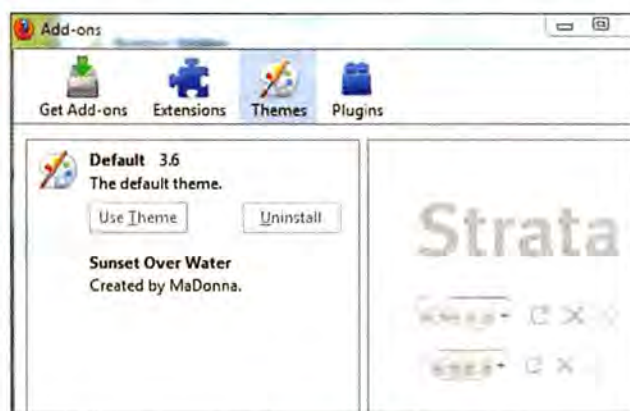 Add-ons
Get Add-ons Extensions Themes Plugins
Default 3.6
The default theme.
Use Theme Uninstall
Sunset Over Water
Created by MaDonna.
Strata